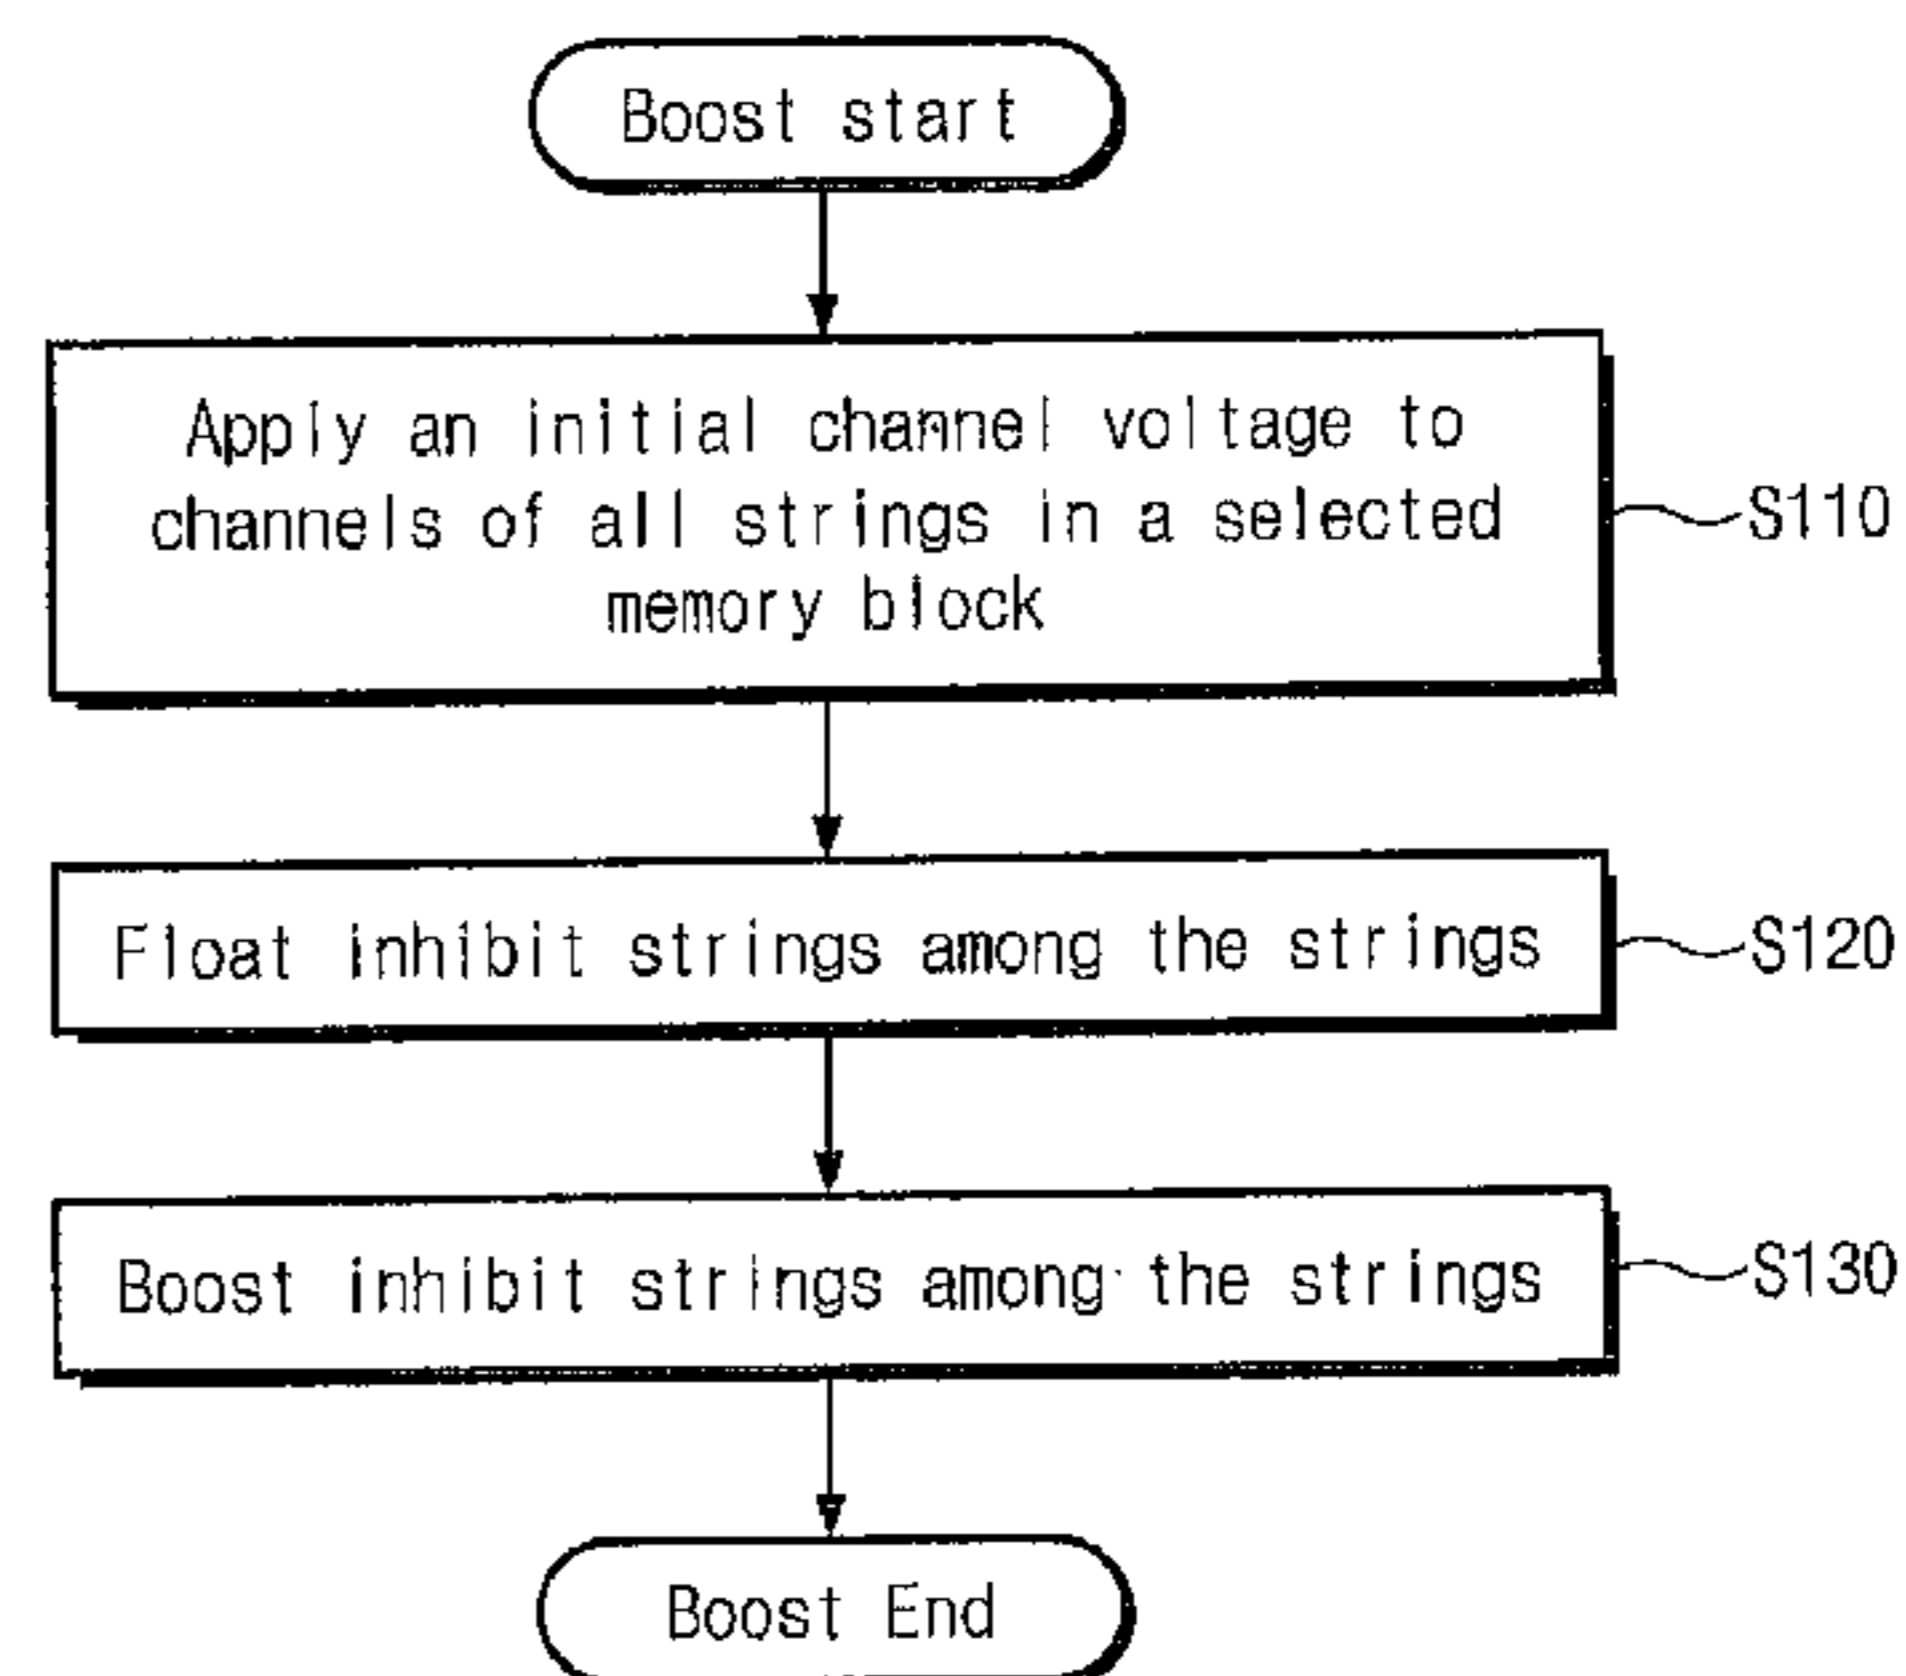 Boost start
Apply an initial channel voltage to
channels of all strings in a selected
memory block
S110
Float inhibit strings among the strings
S120
Boost inhibit strings among the strings
S130
Boost End